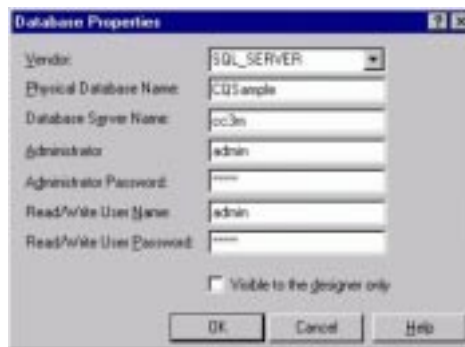 Database Properties
Vendor: SQL_SERVER
Physical Database Name: CQSample
Database Server Name: cc3m
Administrator admin
Administrator Password: *****
Read/Write User Name: admin
Read/Write User Password: *****
Visible to the designer only
OK Cancel Help